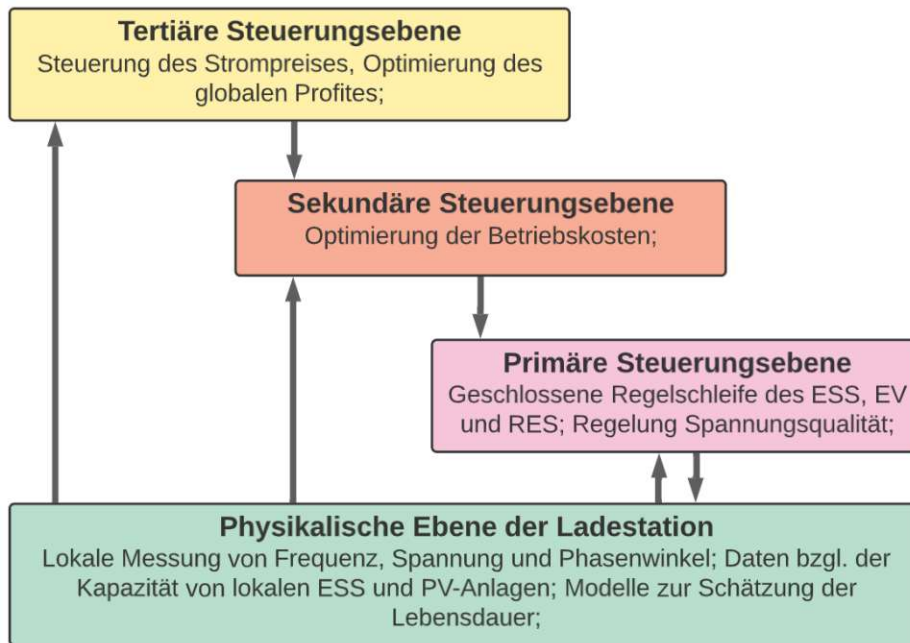 Tertiäre Steuerungsebene
Steuerung des Strompreises, Optimierung des
globalen Profites;
Sekundäre Steuerungsebene
Optimierung der Betriebskosten;
Primäre Steuerungsebene
Geschlossene Regelschleife des ESS, EV
und RES; Regelung Spannungsqualität;
Physikalische Ebene der Ladestation
Lokale Messung von Frequenz, Spannung und Phasenwinkel; Daten bzgl. der
Kapazität von lokalen ESS und PV-Anlagen; Modelle zur Schätzung der
Lebensdauer;